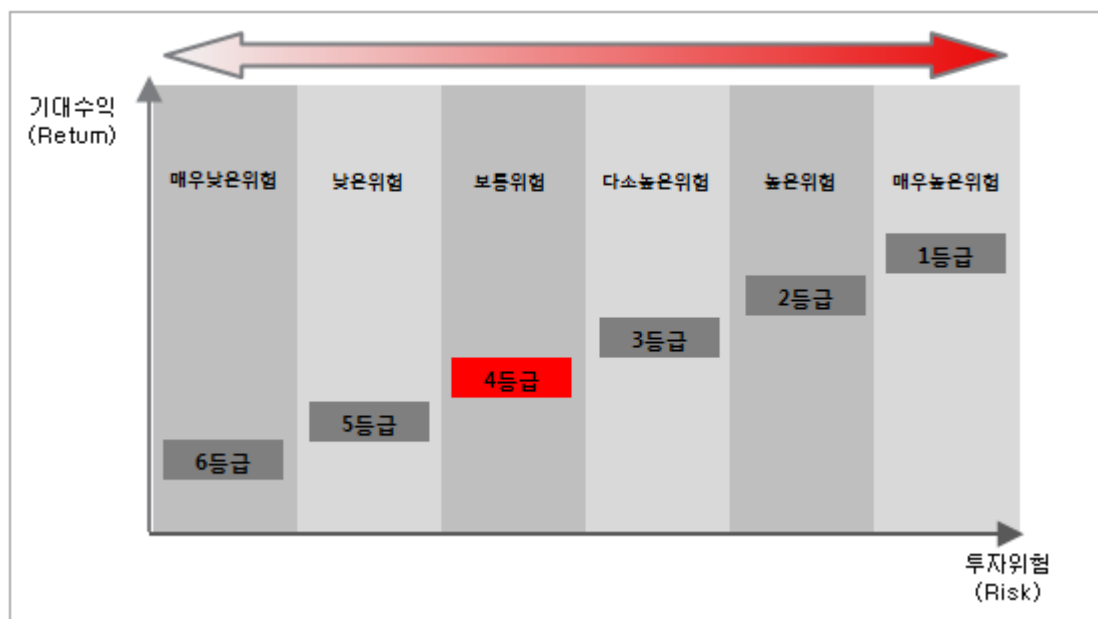 기대수익
(Retum)
매우낮은위험
낮은위험
보통위험
다소높은위험
높은위험
매우높은위험
1등급
2등급
3등급
4등급
5등급
6등급
투자위험
(Risk)